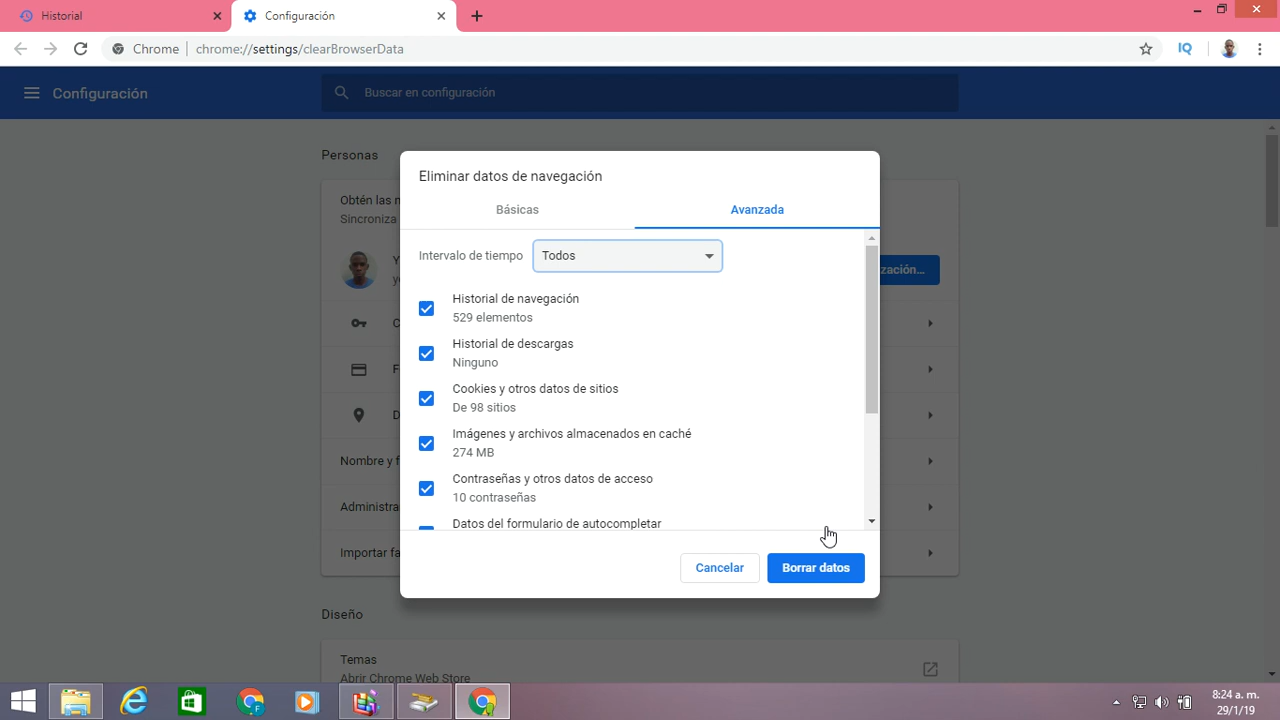 Historial
Configuración
Chrome
chrome://settings/clearBrowserData
IQ
Configuración
Buscar en configuración
Personas
Obtén las
Sincroniza
zación...
Nombre y f
Administra
Importar fa
Eliminar datos de navegación
Básicas
Avanzada
Intervalo de tiempo
Todos
Historial de navegación
529 elementos
Historial de descargas
Ninguno
Cookies y otros datos de sitios
De 98 sitios
Imágenes y archivos almacenados en caché
274 MB
Contraseñas y otros datos de acceso
10 contraseñas
Datos del formulario de autocompletar
Cancelar
Borrar datos
Diseño
Temas
Abrir Chrome Web Store
8:24 a. m.
29/1/19